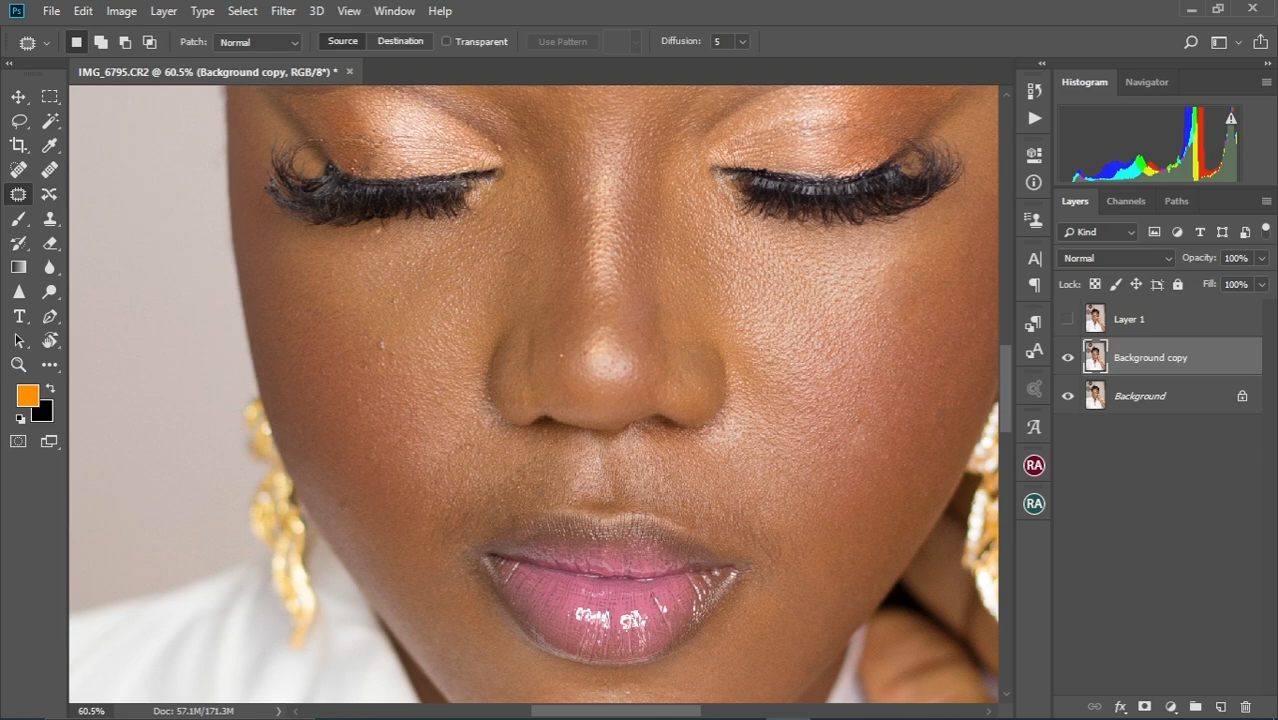 Ps File Edit Image Layer Type Select Filter 3D View Window Help
Patch: Normal Source Destination Transparent Use Pattern Diffusion: 5
IMG_6795.CR2 @ 60.5% (Background copy, RGB/8*) *
Histogram Navigator
Layers Channels Paths
Kind
Normal Opacity: 100%
Lock: Fill: 100%
Layer 1
Background copy
Background
RA
RA
60.5% Doc: 57.1M/171.3M